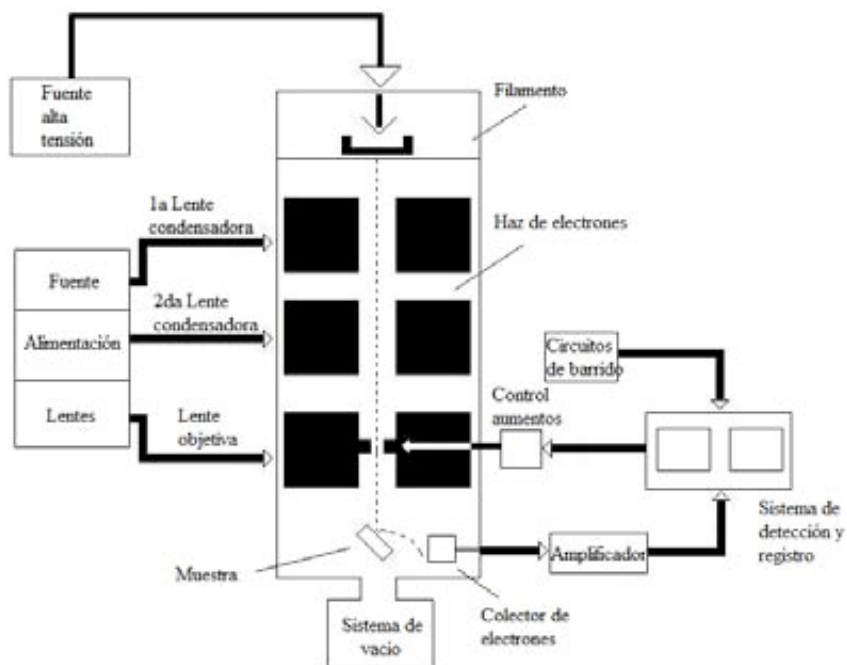 Fuente
alta
tensión
Filamento
1a Lente
condensadora
Haz de electrones
Fuente
2da Lente
condensadora
Alimentación
Circuitos
de barrido
Lentes
Lente
objetiva
Control
aumentos
Sistema de
detección y
registro
Muestra
Amplificador
Colector de
electrones
Sistema de
vacio